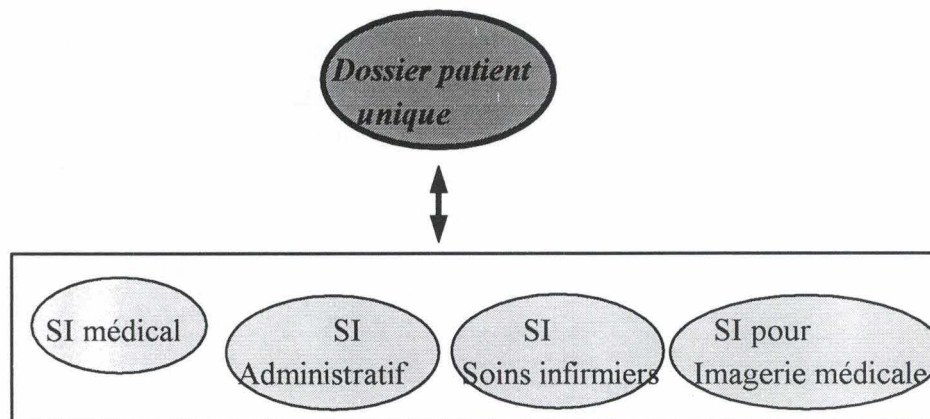 Dossier patient
unique
SI médical
SI
Administratif
SI
Soins infirmiers
SI pour
Imagerie médicale